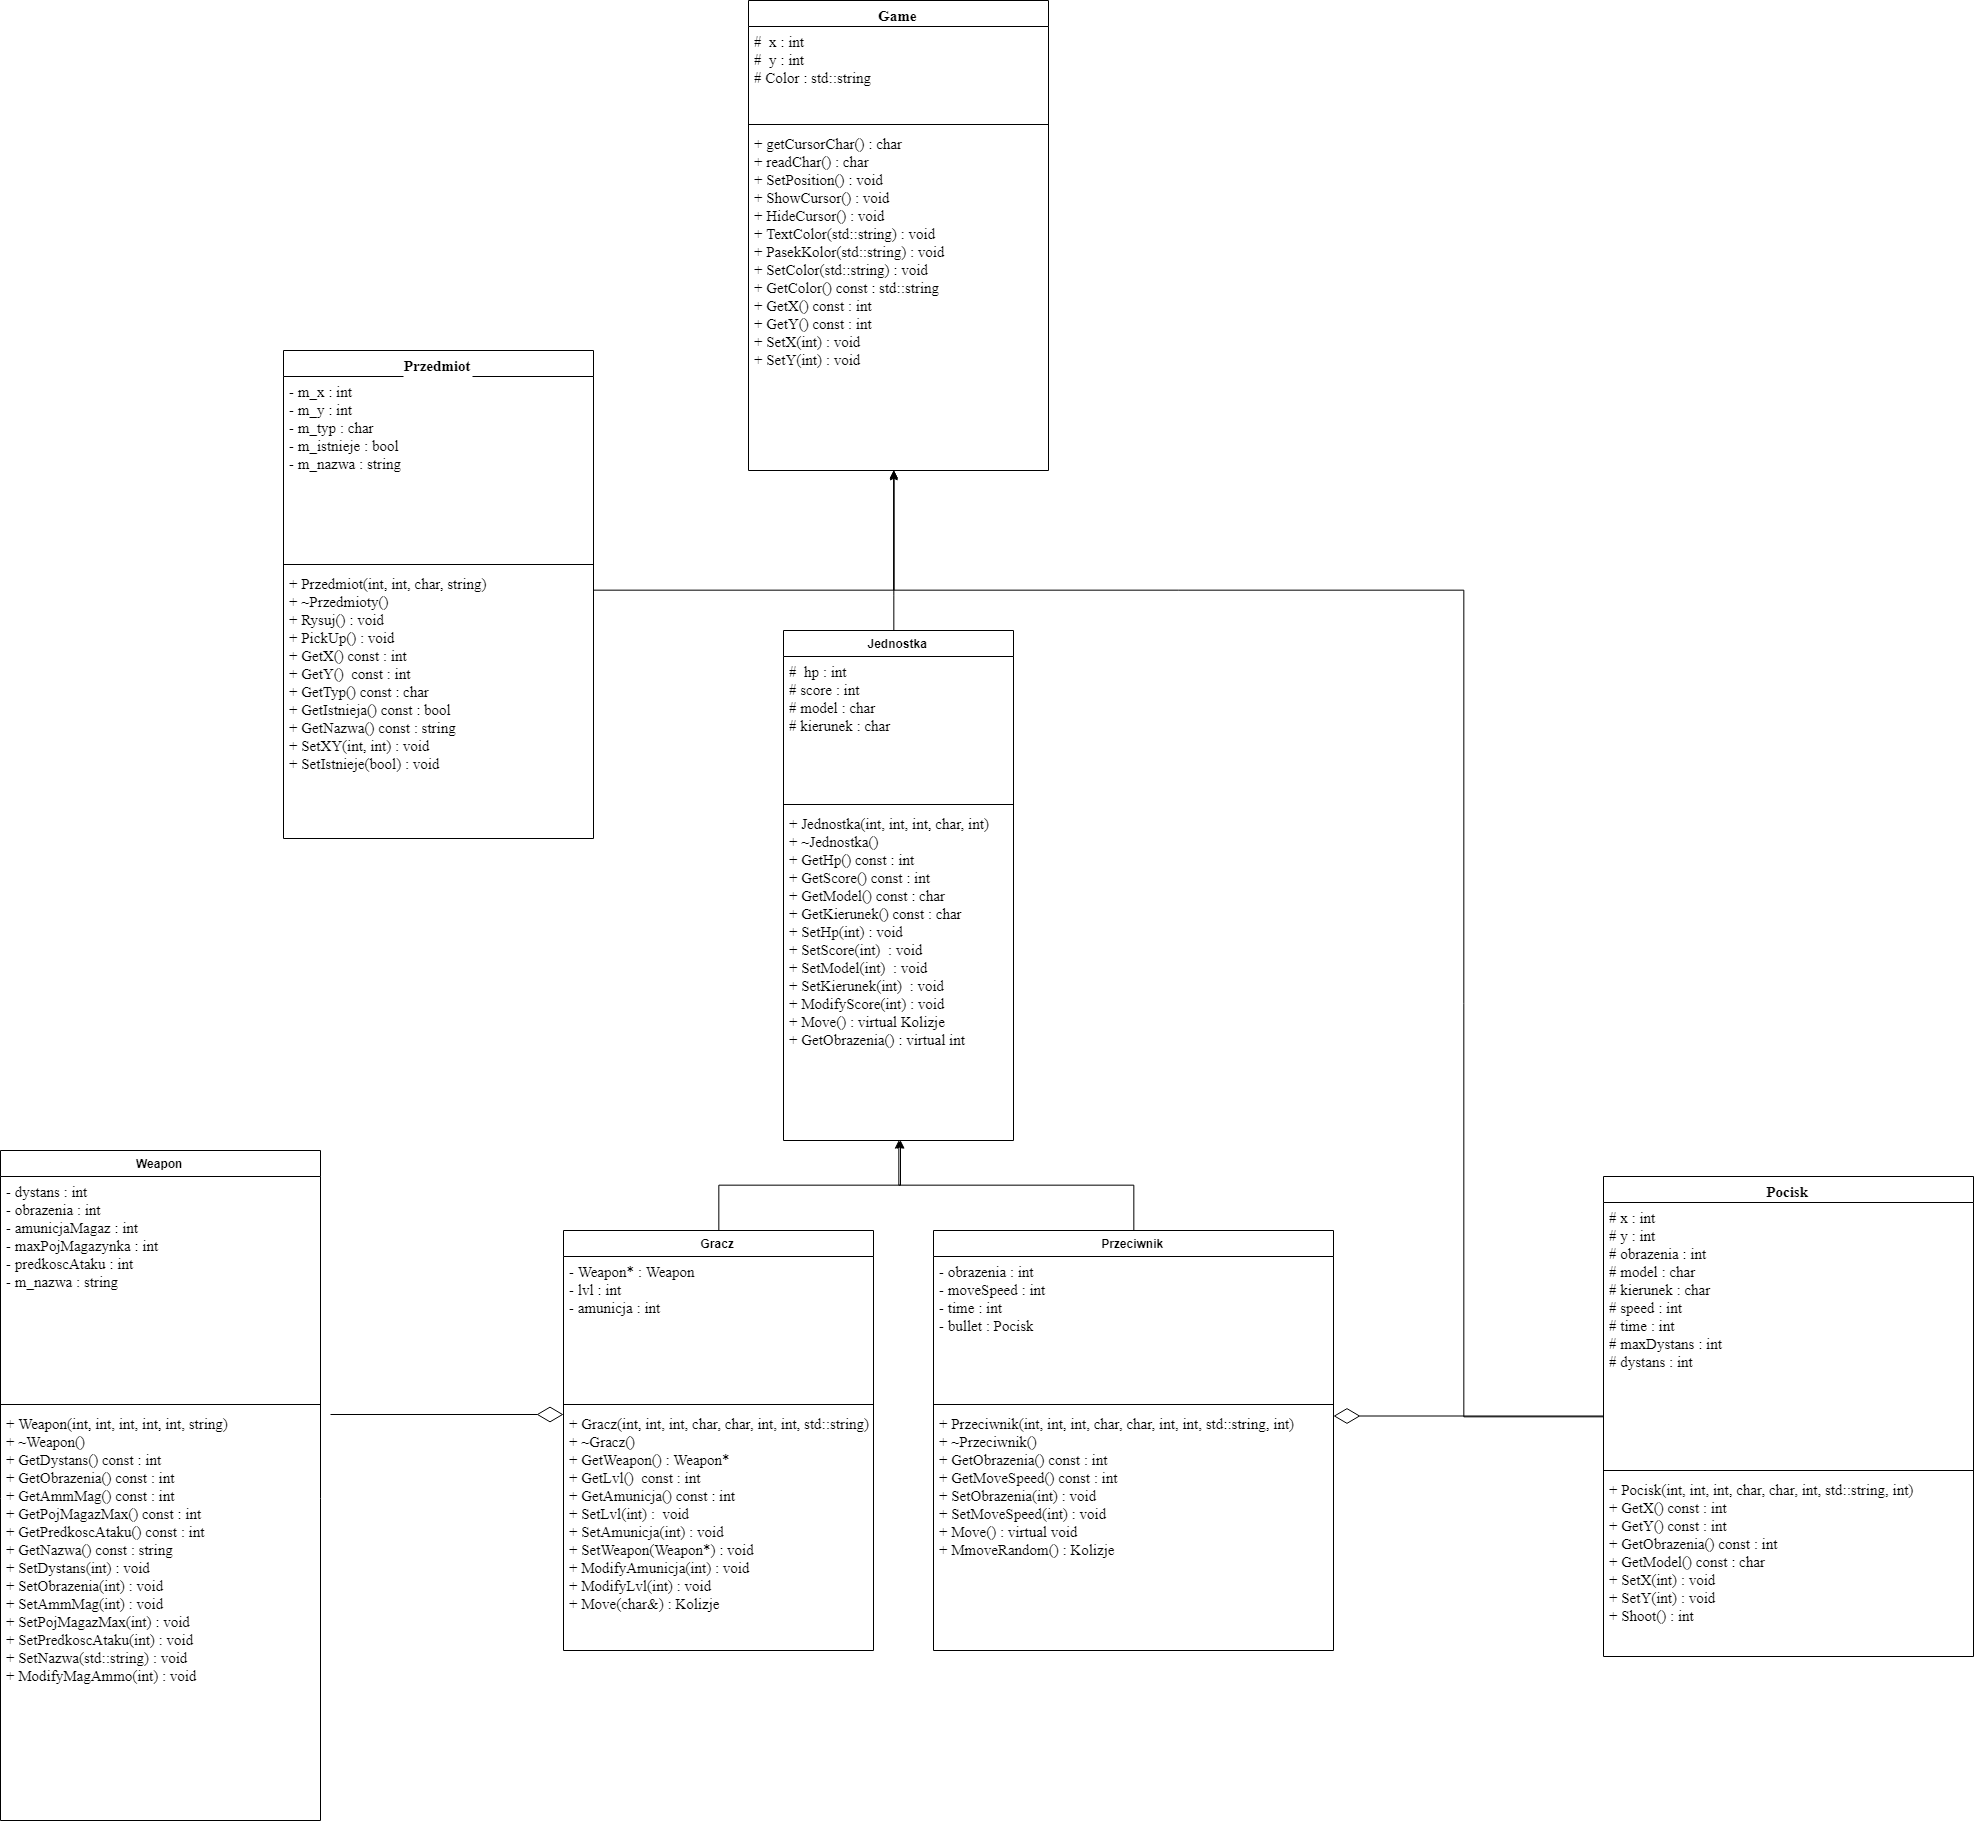 Game
#  x : int
#  y : int
# Color : std::string
+ getCursorChar() : char
+ readChar() : char
+ SetPosition() : void
+ ShowCursor() : void
+ HideCursor() : void
+ TextColor(std::string) : void
+ PasekKolor(std::string) : void
+ SetColor(std::string) : void
+ GetColor() const : std::string
+ GetX() const : int
+ GetY() const : int
+ SetX(int) : void
+ SetY(int) : void
Przedmiot
- m_x : int
- m_y : int
- m_typ : char
- m_istnieje : bool
- m_nazwa : string
+ Przedmiot(int, int, char, string)
+ ~Przedmioty()
+ Rysuj() : void
+ PickUp() : void
+ GetX() const : int
+ GetY()  const : int
+ GetTyp() const : char
+ GetIstnieja() const : bool
+ GetNazwa() const : string
+ SetXY(int, int) : void
+ SetIstnieje(bool) : void
Jednostka
#  hp : int
# score : int
# model : char
# kierunek : char
+ Jednostka(int, int, int, char, int)
+ ~Jednostka()
+ GetHp() const : int
+ GetScore() const : int
+ GetModel() const : char
+ GetKierunek() const : char
+ SetHp(int) : void
+ SetScore(int)  : void
+ SetModel(int)  : void
+ SetKierunek(int)  : void
+ ModifyScore(int) : void
+ Move() : virtual Kolizje
+ GetObrazenia() : virtual int
Weapon
- dystans : int
- obrazenia : int
- amunicjaMagaz : int
- maxPojMagazynka : int
- predkoscAtaku : int
- m_nazwa : string
+ Weapon(int, int, int, int, int, string)
+ ~Weapon()
+ GetDystans() const : int
+ GetObrazenia() const : int
+ GetAmmMag() const : int
+ GetPojMagazMax() const : int
+ GetPredkoscAtaku() const : int
+ GetNazwa() const : string
+ SetDystans(int) : void
+ SetObrazenia(int) : void
+ SetAmmMag(int) : void
+ SetPojMagazMax(int) : void
+ SetPredkoscAtaku(int) : void
+ SetNazwa(std::string) : void
+ ModifyMagAmmo(int) : void
Gracz
- Weapon* : Weapon
- lvl : int
- amunicja : int
+ Gracz(int, int, int, char, char, int, int, std::string)
+ ~Gracz()
+ GetWeapon() : Weapon*
+ GetLvl()  const : int
+ GetAmunicja() const : int
+ SetLvl(int) :  void
+ SetAmunicja(int) : void
+ SetWeapon(Weapon*) : void
+ ModifyAmunicja(int) : void
+ ModifyLvl(int) : void
+ Move(char&) : Kolizje
Przeciwnik
- obrazenia : int
- moveSpeed : int
- time : int
- bullet : Pocisk
+ Przeciwnik(int, int, int, char, char, int, int, std::string, int)
+ ~Przeciwnik()
+ GetObrazenia() const : int
+ GetMoveSpeed() const : int
+ SetObrazenia(int) : void
+ SetMoveSpeed(int) : void
+ Move() : virtual void
+ MmoveRandom() : Kolizje
Pocisk
# x : int
# y : int
# obrazenia : int
# model : char
# kierunek : char
# speed : int
# time : int
# maxDystans : int
# dystans : int
+ Pocisk(int, int, int, char, char, int, std::string, int)
+ GetX() const : int
+ GetY() const : int
+ GetObrazenia() const : int
+ GetModel() const : char
+ SetX(int) : void
+ SetY(int) : void
+ Shoot() : int